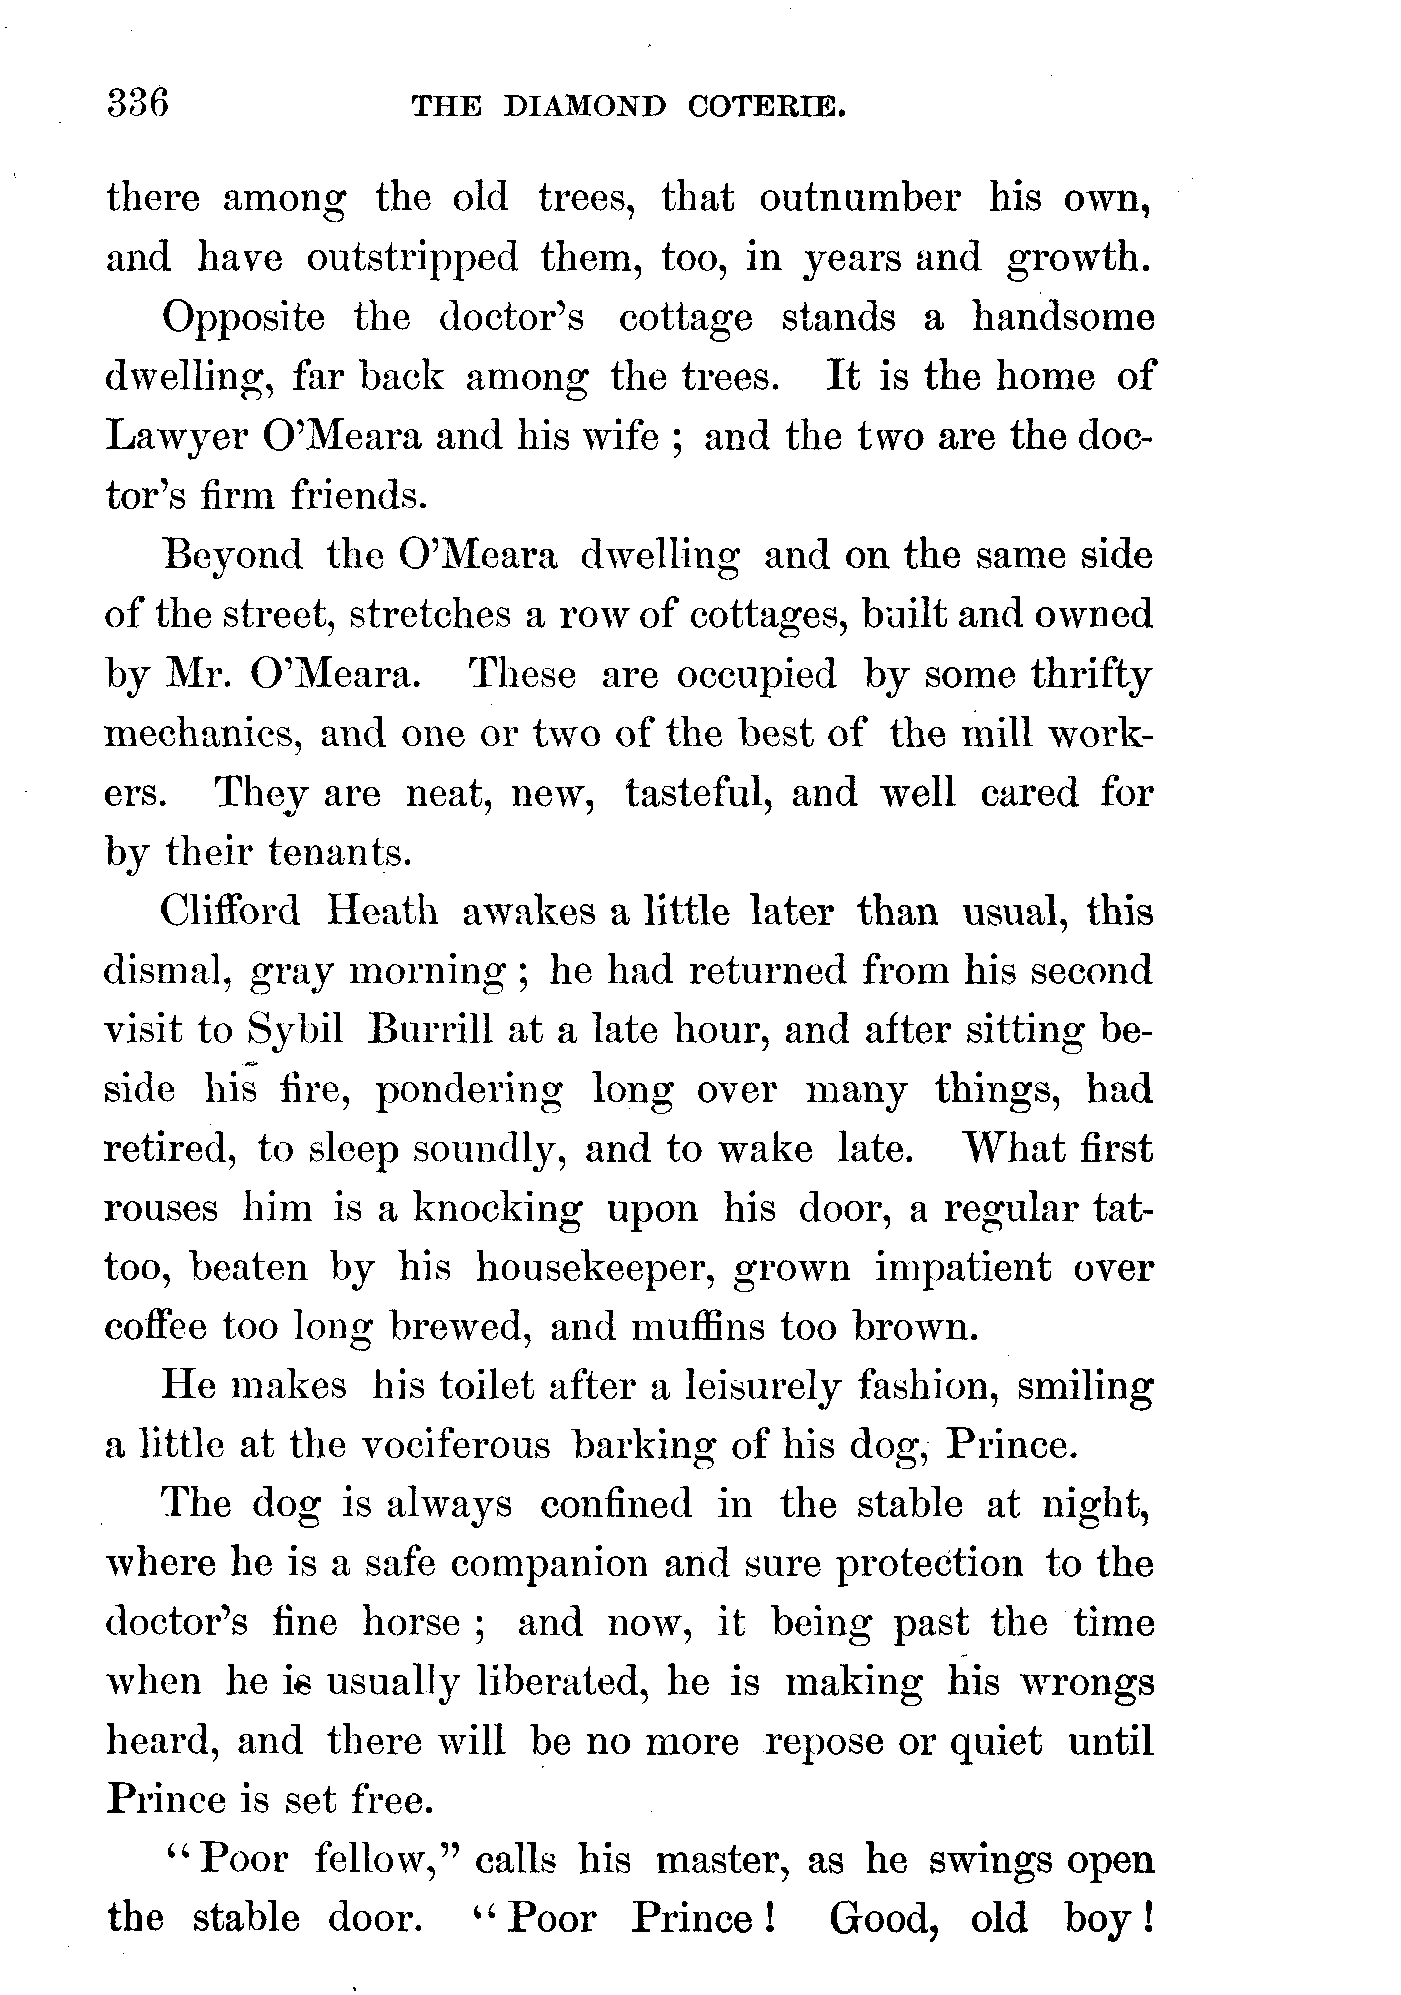 336 THE DIAMOND COTERIE.
there among the old trees, that outnumber his own,
and have outstripped them, too, in years and growth.
Opposite the doctor's cottage stands a handsome
dwelling, far back among the trees. It is the home of
Lawyer O'Meara and his wife ; and the two are the doc-
tor's firm friends.
Beyond the O'Meara dwelling and on the same side
of the street, stretches a row of cottages, built and owned
by Mr. O'Meara. These are occupied by some thrifty
mechanics, and one or two of the best of the mill work-
ers. They are neat, new, tasteful, and well cared for
by their tenants.
Clifford Heath awakes a little later than usual, this
dismal, gray morning ; he had returned from his second
visit to Sybil Burrill at a late hour, and after sitting be-
side his fire, pondering long over many things, had
retired, to sleep soundly, and to wake late. What first
rouses him is a knocking upon his door, a regular tat-
too, beaten by his housekeeper, grown impatient over
coffee too long brewed, and muffins too brown.
He makes his toilet after a leisurely fashion, smiling
a little at the vociferous barking of his dog, Prince.
The dog is always confined in the stable at night,
where he is a safe companion and sure protection to the
doctor's fine horse ; and now, it being past the time
when he is usually liberated, he is making his wrongs
heard, and there will be no more repose or quiet until
Prince is set free.
“Poor fellow,” calls his master, as he swings open
the stable door. “Poor Prince ! Good, old boy !